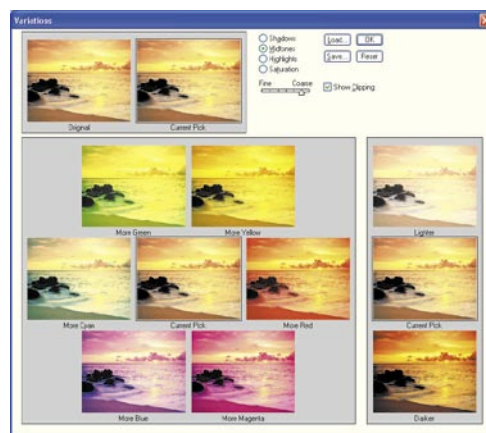 Variations
Original
Current Pick
Shadows
Midtones
Highlights
Saturation
Fine Coarse
Load...
OK
Save...
Reset
Show Clipping
More Green
More Yellow
Lighter
More Cyan
Current Pick
More Red
Current Pick
More Blue
More Magenta
Darker